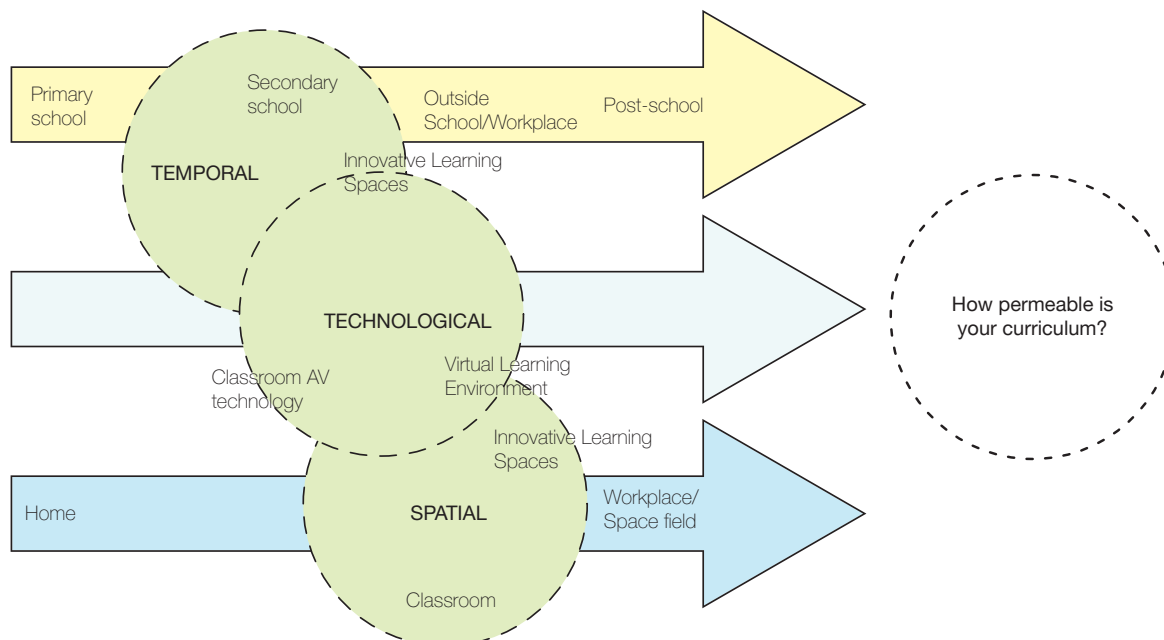 Primary
school
Secondary
school
Outside
School/Workplace
Post-school
TEMPORAL
Innovative Learning
Spaces
TECHNOLOGICAL
How permeable is
your curriculum?
Classroom AV
technology
Virtual Learning
Environment
Innovative Learning
Spaces
Home
SPATIAL
Workplace/
Space field
Classroom